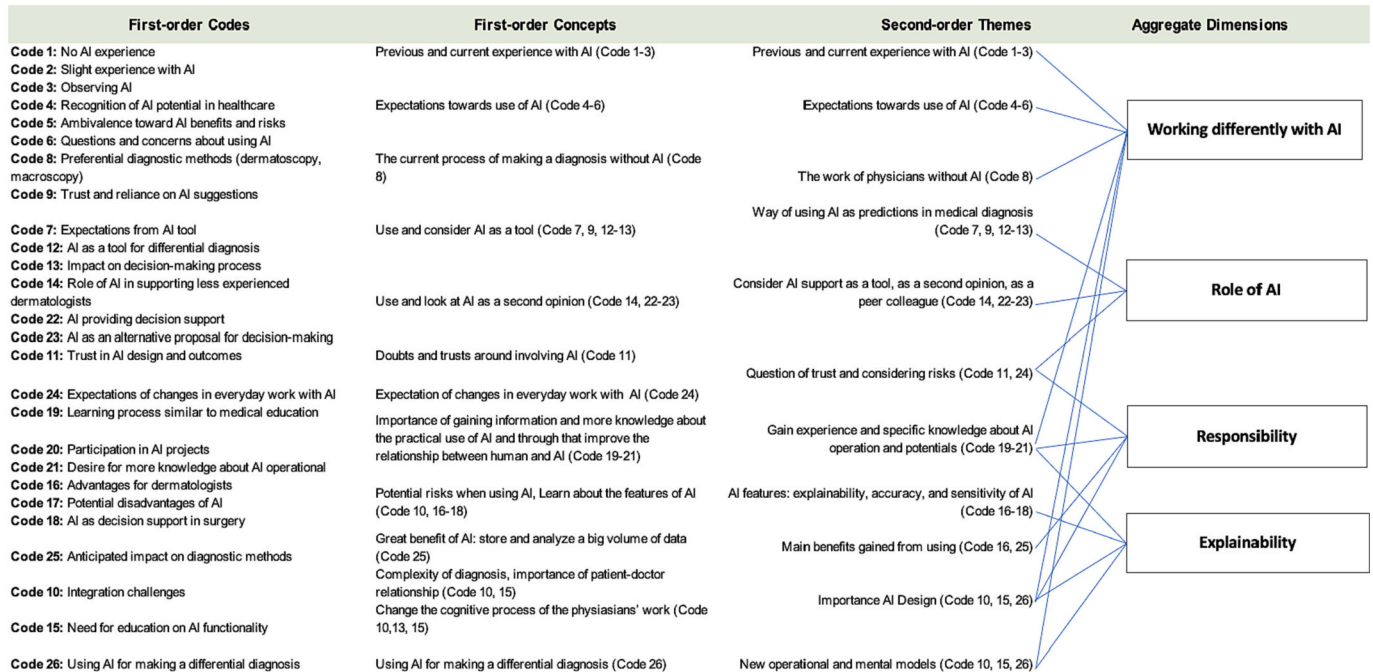 First-order Codes
First-order Concepts
Second-order Themes
Aggregate Dimensions
Code 1: No AI experience
Code 2: Slight experience with AI
Code 3: Observing AI
Code 4: Recognition of AI potential in healthcare
Code 5: Ambivalence toward AI benefits and risks
Code 6: Questions and concerns about using AI
Code 8: Preferential diagnostic methods (dermatoscopy,
macroscopy)
Code 9: Trust and reliance on AI suggestions
Code 7: Expectations from AI tool
Code 12: AI as a tool for differential diagnosis
Code 13: Impact on decision-making process
Code 14: Role of AI in supporting less experienced
dermatologists
Code 22: AI providing decision support
Code 23: AI as an alternative proposal for decision-making
Code 11: Trust in AI design and outcomes
Code 24: Expectations of changes in everyday work with AI
Code 19: Learning process similar to medical education
Code 20: Participation in AI projects
Code 21: Desire for more knowledge about AI operational
Code 16: Advantages for dermatologists
Code 17: Potential disadvantages of AI
Code 18: AI as decision support in surgery
Code 25: Anticipated impact on diagnostic methods
Code 10: Integration challenges
Code 15: Need for education on AI functionality
Code 26: Using AI for making a differential diagnosis
Previous and current experience with AI (Code 1-3)
Expectations towards use of AI (Code 4-6)
The current process of making a diagnosis without AI (Code
8)
Use and consider AI as a tool (Code 7, 9, 12-13)
Use and look at AI as a second opinion (Code 14, 22-23)
Doubts and trusts around involving AI (Code 11)
Expectation of changes in everyday work with AI (Code 24)
Importance of gaining information and more knowledge about
the practical use of AI and through that improve the
relationship between human and AI (Code 19-21)
Potential risks when using AI, Learn about the features of AI
(Code 10, 16-18)
Great benefit of AI: store and analyze a big volume of data
(Code 25)
Complexity of diagnosis, importance of patient-doctor
relationship (Code 10, 15)
Change the cognitive process of the physiasians' work (Code
10,13, 15)
Using AI for making a differential diagnosis (Code 26)
Previous and current experience with AI (Code 1-3)
Expectations towards use of AI (Code 4-6)
The work of physicians without AI (Code 8)
Way of using AI as predictions in medical diagnosis
(Code 7, 9, 12-13)
Consider AI support as a tool, as a second opinion, as a
peer colleague (Code 14, 22-23)
Question of trust and considering risks (Code 11, 24)
Gain experience and specific knowledge about AI
operation and potentials (Code 19-21)
AI features: explainability, accuracy, and sensitivity of AI
(Code 16-18)
Main benefits gained from using (Code 16, 25)
Importance AI Design (Code 10, 15, 26)
New operational and mental models (Code 10, 15, 26)
Working differently with AI
Role of AI
Responsibility
Explainability